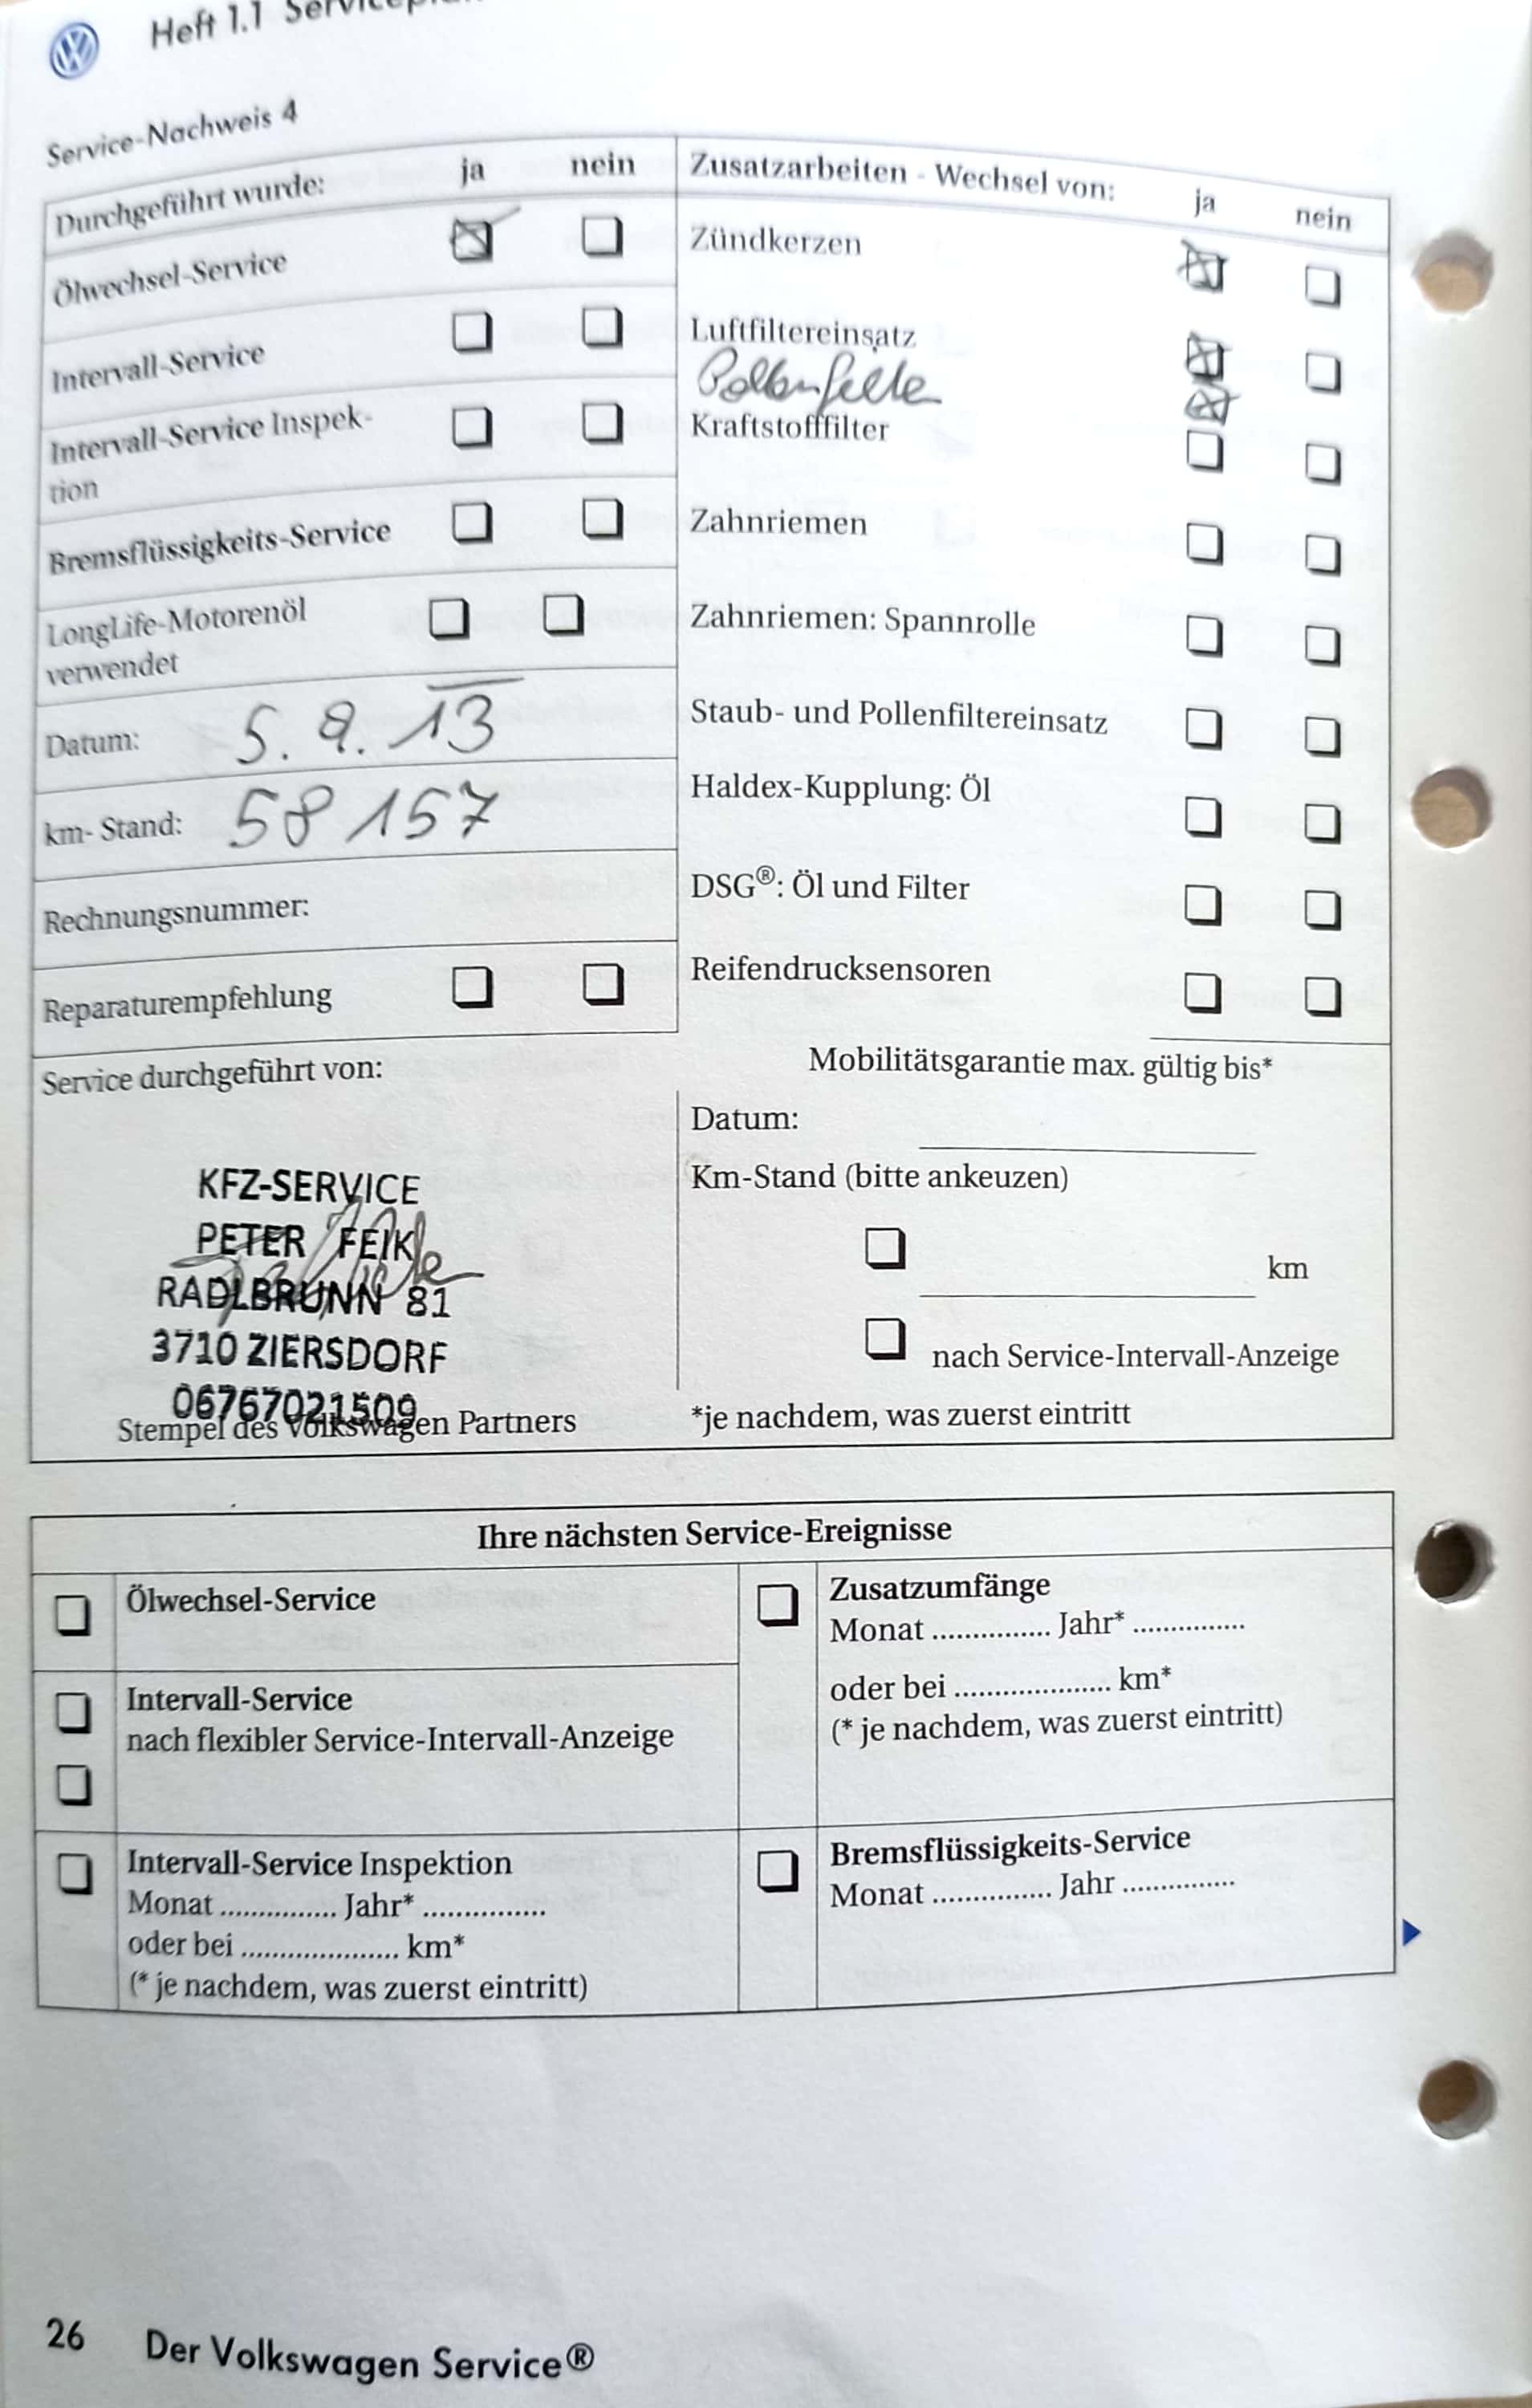 Heft 1.1 Serviceplan
Service-Nachweis 4
Durchgeführt wurde: ja nein
Ölwechsel-Service
Intervall-Service
Intervall-Service Inspek-
tion
Bremsflüssigkeits-Service
LongLife-Motorenöl
verwendet
Datum: 5. 9. 13
km- Stand: 58 157
Rechnungsnummer:
Reparaturempfehlung
Zusatzarbeiten - Wechsel von: ja nein
Zündkerzen
Luftfiltereinsatz
Pollenfilter
Kraftstofffilter
Zahnriemen
Zahnriemen: Spannrolle
Staub- und Pollenfiltereinsatz
Haldex-Kupplung: Öl
DSG®: Öl und Filter
Reifendrucksensoren
Service durchgeführt von:
KFZ-SERVICE
PETER FEIK
RADLBRUNN 81
3710 ZIERSDORF
06767021509
Stempel des Volkswagen Partners
Mobilitätsgarantie max. gültig bis*
Datum:
Km-Stand (bitte ankeuzen)
km
nach Service-Intervall-Anzeige
*je nachdem, was zuerst eintritt
Ihre nächsten Service-Ereignisse
Ölwechsel-Service
Intervall-Service
nach flexibler Service-Intervall-Anzeige
Intervall-Service Inspektion
Monat ............... Jahr* ...............
oder bei .................... km*
(* je nachdem, was zuerst eintritt)
Zusatzumfänge
Monat ............... Jahr* ..............
oder bei .................... km*
(* je nachdem, was zuerst eintritt)
Bremsflüssigkeits-Service
Monat ............... Jahr ..............
26 Der Volkswagen Service®